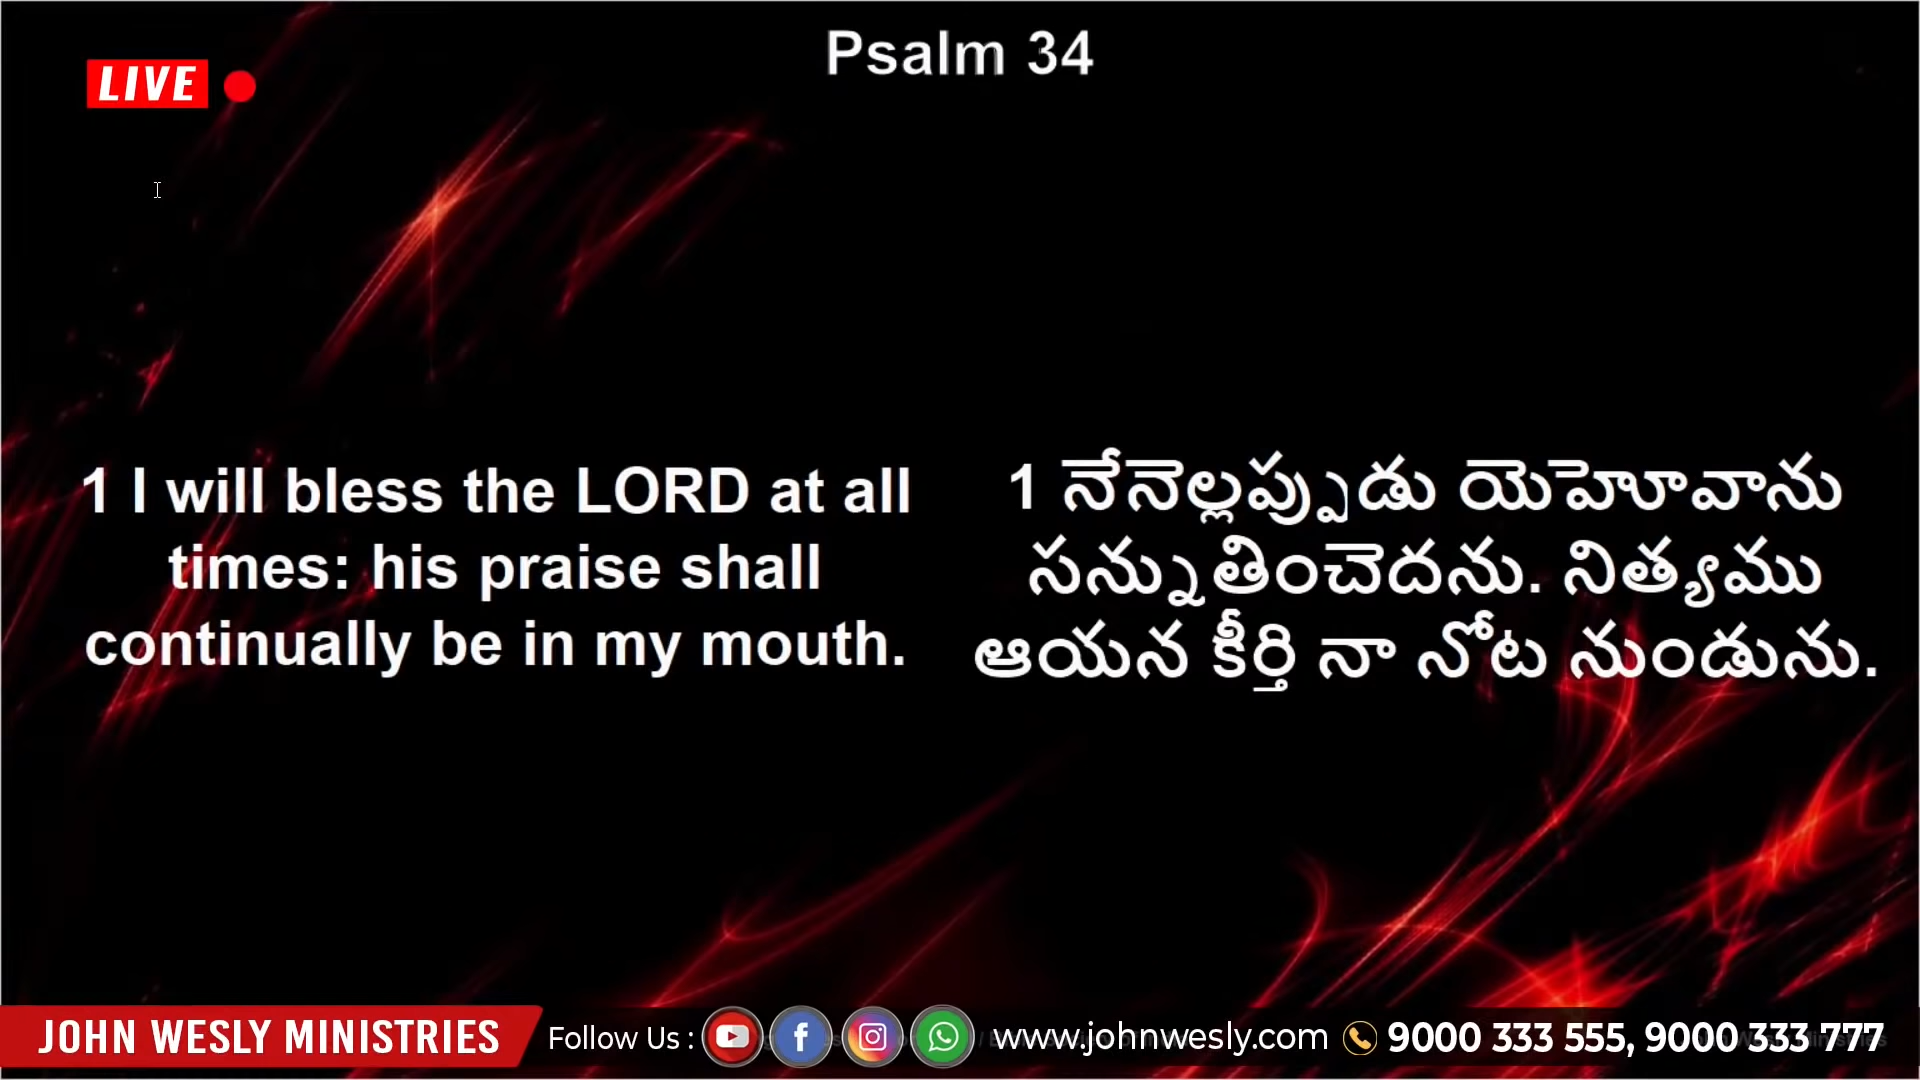 Psalm 34
LIVE
1 I will bless the LORD at all
times: his praise shall
continually be in my mouth.
1 నేనెల్లప్పుడు యెహెూవాను
సన్నుతించెదను. నిత్యము
ఆయన కీర్తి నా నోట నుండును.
JOHN WESLY MINISTRIES
Follow Us :
www.johnwesly.com
9000 333 555, 9000 333 777